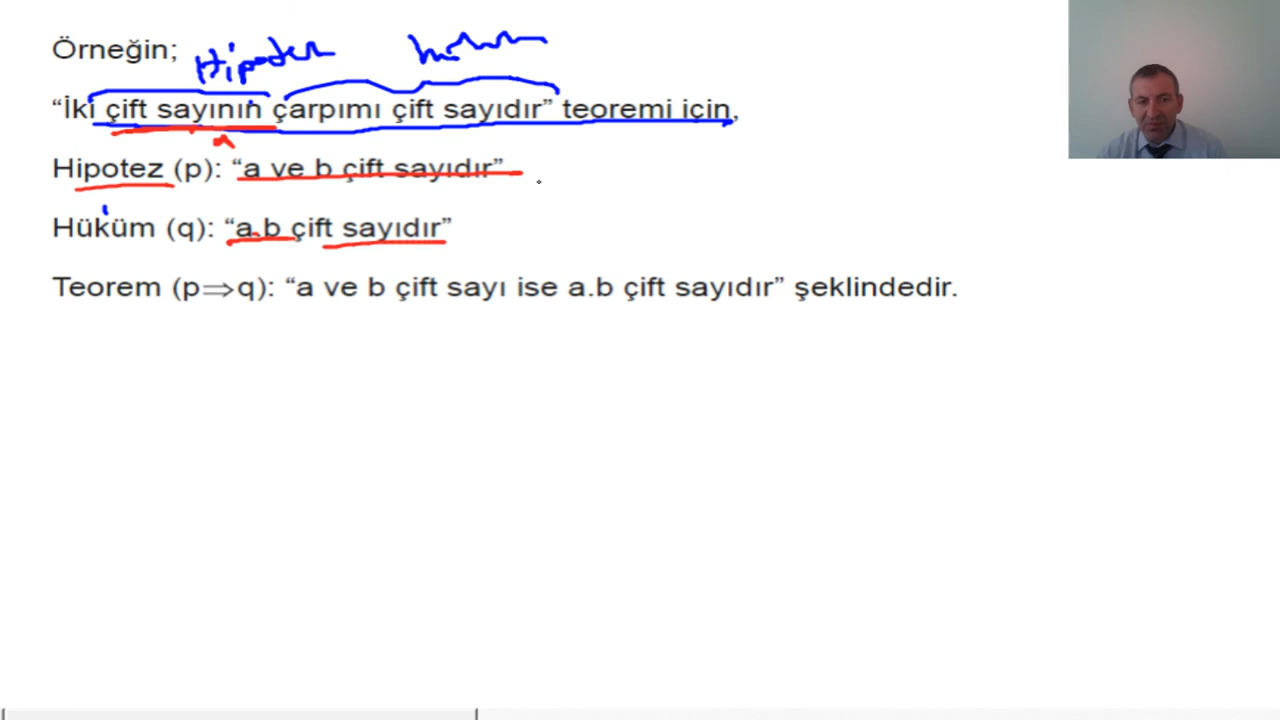 Örneğin;
Hipotez hüküm
“İki çift sayının çarpımı çift sayıdır” teoremi için,
a
Hipotez (p): “a ve b çift sayıdır”
Hüküm (q): “a.b çift sayıdır”
Teorem (p⇒q): “a ve b çift sayı ise a.b çift sayıdır” şeklindedir.